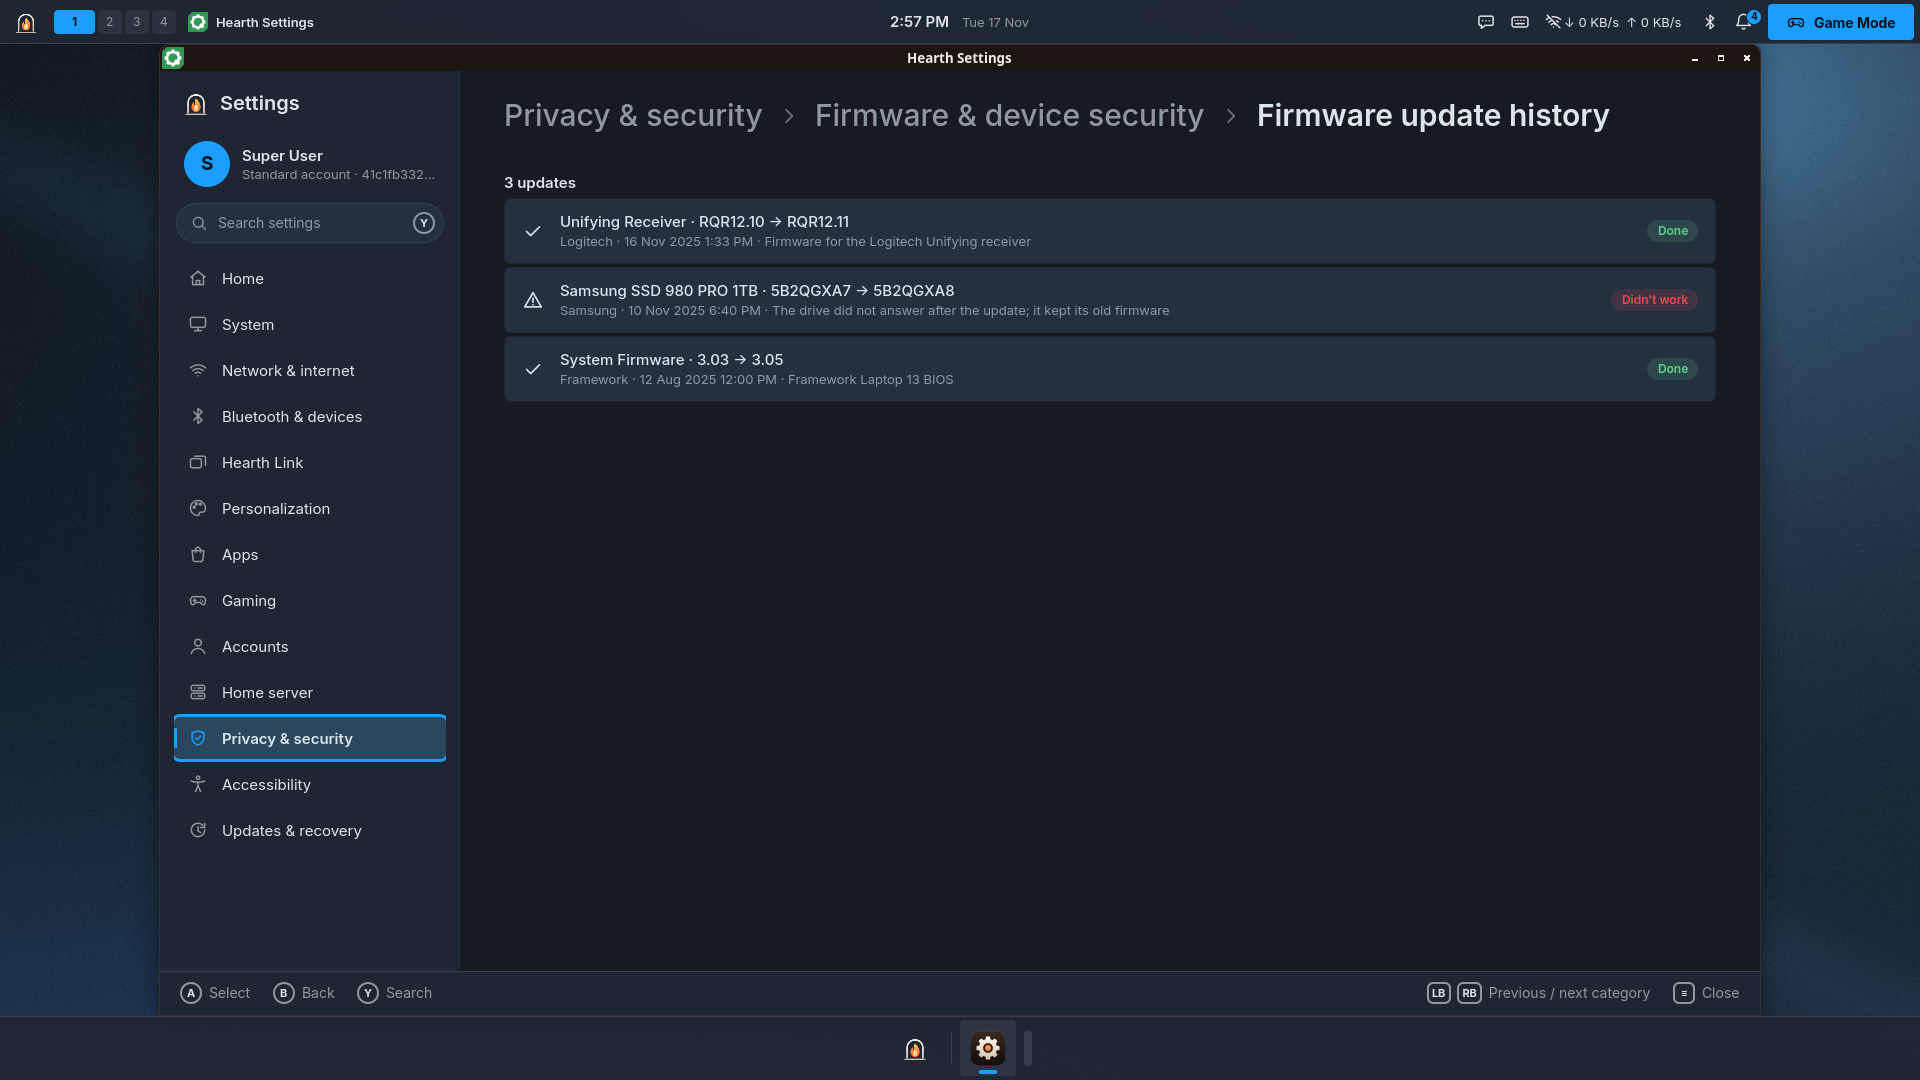 1 2 3 4 Hearth Settings 2:57 PM Tue 17 Nov ↓ 0 KB/s ↑ 0 KB/s 4 Game Mode
Hearth Settings
Settings
S
Super User
Standard account · 41c1fb332...
Search settings Y
Home
System
Network & internet
Bluetooth & devices
Hearth Link
Personalization
Apps
Gaming
Accounts
Home server
Privacy & security
Accessibility
Updates & recovery
Privacy & security > Firmware & device security > Firmware update history
3 updates
Unifying Receiver · RQR12.10 → RQR12.11
Logitech · 16 Nov 2025 1:33 PM · Firmware for the Logitech Unifying receiver
Done
Samsung SSD 980 PRO 1TB · 5B2QGXA7 → 5B2QGXA8
Samsung · 10 Nov 2025 6:40 PM · The drive did not answer after the update; it kept its old firmware
Didn't work
System Firmware · 3.03 → 3.05
Framework · 12 Aug 2025 12:00 PM · Framework Laptop 13 BIOS
Done
A Select B Back Y Search LB RB Previous / next category ≡ Close